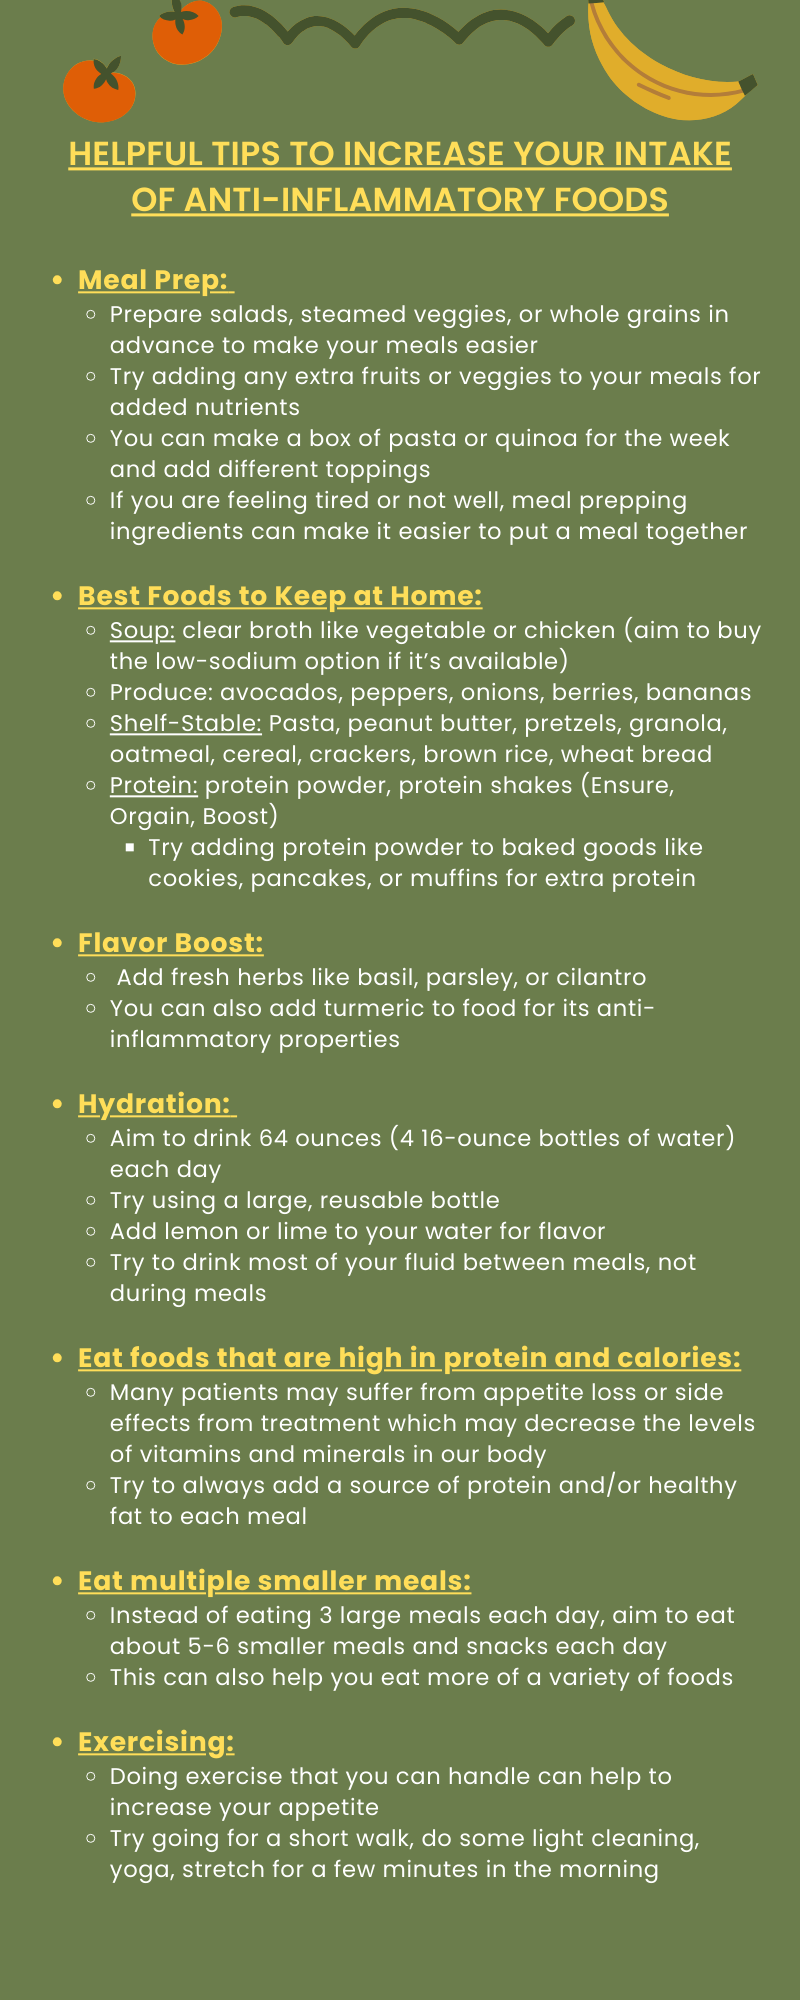 HELPFUL TIPS TO INCREASE YOUR INTAKE
OF ANTI-INFLAMMATORY FOODS
• Meal Prep:
◦ Prepare salads, steamed veggies, or whole grains in
advance to make your meals easier
◦ Try adding any extra fruits or veggies to your meals for
added nutrients
◦ You can make a box of pasta or quinoa for the week
and add different toppings
◦ If you are feeling tired or not well, meal prepping
ingredients can make it easier to put a meal together
• Best Foods to Keep at Home:
◦ Soup: clear broth like vegetable or chicken (aim to buy
the low-sodium option if it's available)
◦ Produce: avocados, peppers, onions, berries, bananas
◦ Shelf-Stable: Pasta, peanut butter, pretzels, granola,
oatmeal, cereal, crackers, brown rice, wheat bread
◦ Protein: protein powder, protein shakes (Ensure,
Orgain, Boost)
▪ Try adding protein powder to baked goods like
cookies, pancakes, or muffins for extra protein
• Flavor Boost:
◦ Add fresh herbs like basil, parsley, or cilantro
◦ You can also add turmeric to food for its anti-
inflammatory properties
• Hydration:
◦ Aim to drink 64 ounces (4 16-ounce bottles of water)
each day
◦ Try using a large, reusable bottle
◦ Add lemon or lime to your water for flavor
◦ Try to drink most of your fluid between meals, not
during meals
• Eat foods that are high in protein and calories:
◦ Many patients may suffer from appetite loss or side
effects from treatment which may decrease the levels
of vitamins and minerals in our body
◦ Try to always add a source of protein and/or healthy
fat to each meal
• Eat multiple smaller meals:
◦ Instead of eating 3 large meals each day, aim to eat
about 5-6 smaller meals and snacks each day
◦ This can also help you eat more of a variety of foods
• Exercising:
◦ Doing exercise that you can handle can help to
increase your appetite
◦ Try going for a short walk, do some light cleaning,
yoga, stretch for a few minutes in the morning